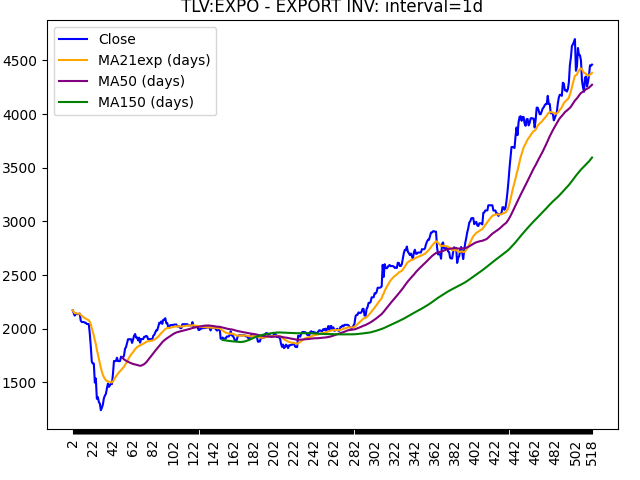 TLV:EXPO - EXPORT INV: interval=1d
Close
MA21exp (days)
MA50 (days)
MA150 (days)
4500
4000
3500
3000
2500
2000
1500
2 22 42 62 82 102 122 142 162 182 202 222 242 262 282 302 322 342 362 382 402 422 442 462 482 502 518